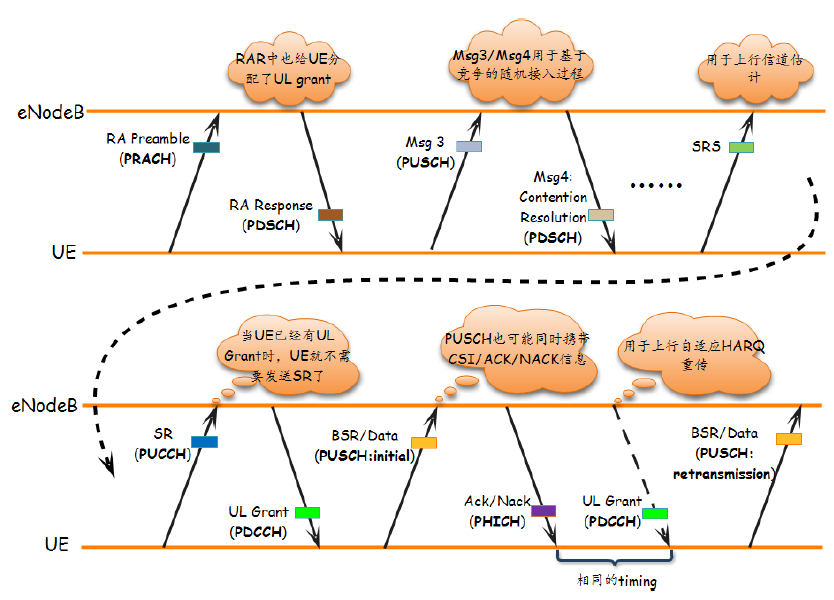 RAR中也给UE分
配了UL grant
Msg3/Msg4用于基于
竞争的随机接入过程
用于上行信道估
计
eNodeB
RA Preamble
(PRACH)
RA Response
(PDSCH)
Msg 3
(PUSCH)
Msg4:
Contention
Resolution
(PDSCH)
......
SRS
UE
当UE已经有UL
Grant时，UE就不需
要发送SR了
PUSCH也可能同时携带
CSI/ACK/NACK信息
用于上行自适应HARQ
重传
eNodeB
SR
(PUCCH)
UL Grant
(PDCCH)
BSR/Data
(PUSCH:initial)
Ack/Nack
(PHICH)
UL Grant
(PDCCH)
BSR/Data
(PUSCH:
retransmission)
UE
相同的timing